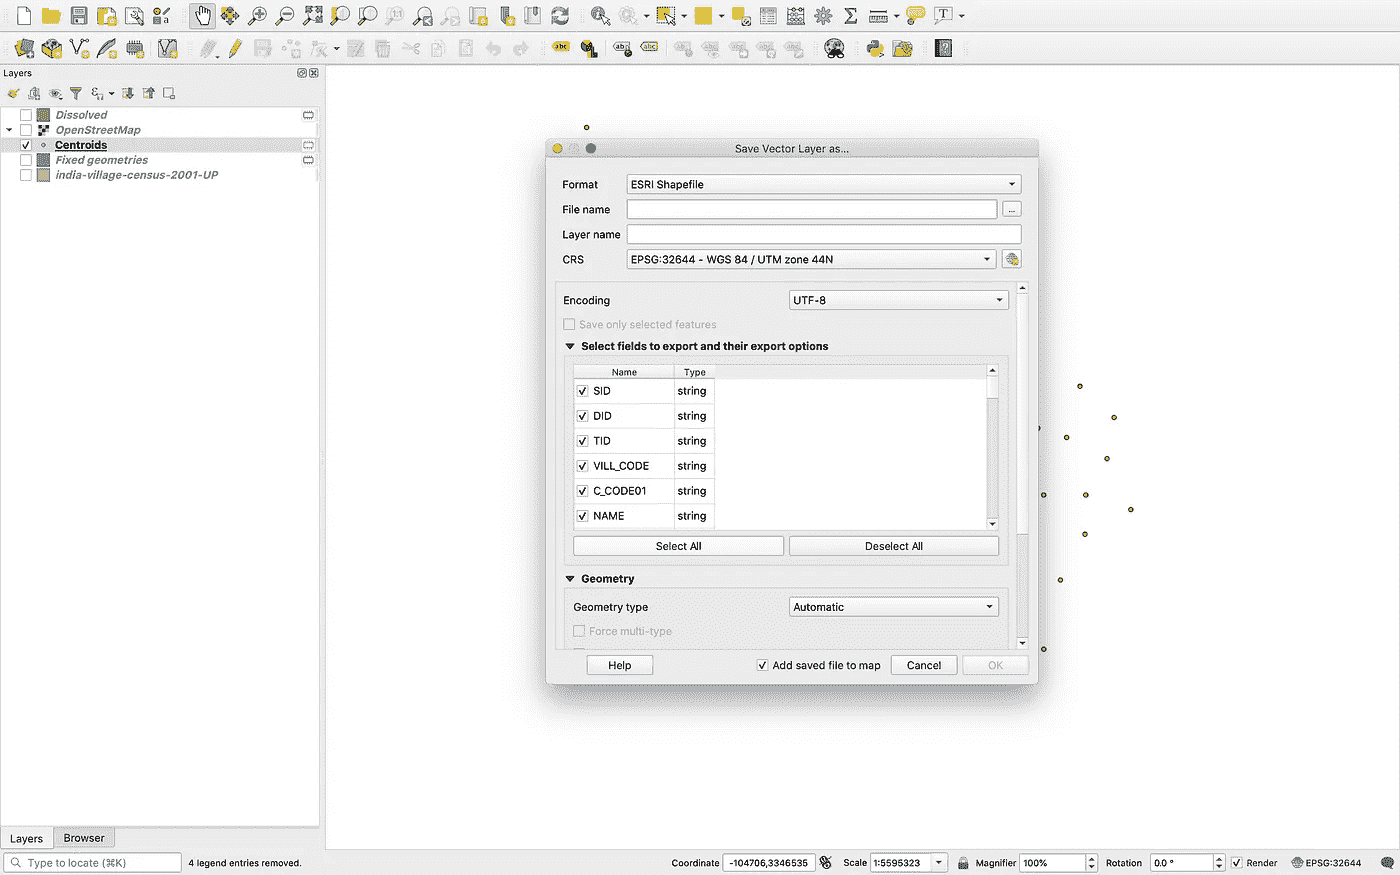 Layers
Dissolved
OpenStreetMap
Centroids
Fixed geometries
india-village-census-2001-UP
Save Vector Layer as...
Format
ESRI Shapefile
File name
...
Layer name
CRS
EPSG:32644 - WGS 84 / UTM zone 44N
Encoding
UTF-8
Save only selected features
Select fields to export and their export options
Name Type
SID string
DID string
TID string
VILL_CODE string
C_CODE01 string
NAME string
Select All
Deselect All
Geometry
Geometry type
Automatic
Force multi-type
Help
Add saved file to map
Cancel
OK
Layers
Browser
Type to locate (⌘K)
4 legend entries removed.
Coordinate -104706,3346535
Scale 1:5595323
Magnifier 100%
Rotation 0.0 °
Render
EPSG:32644